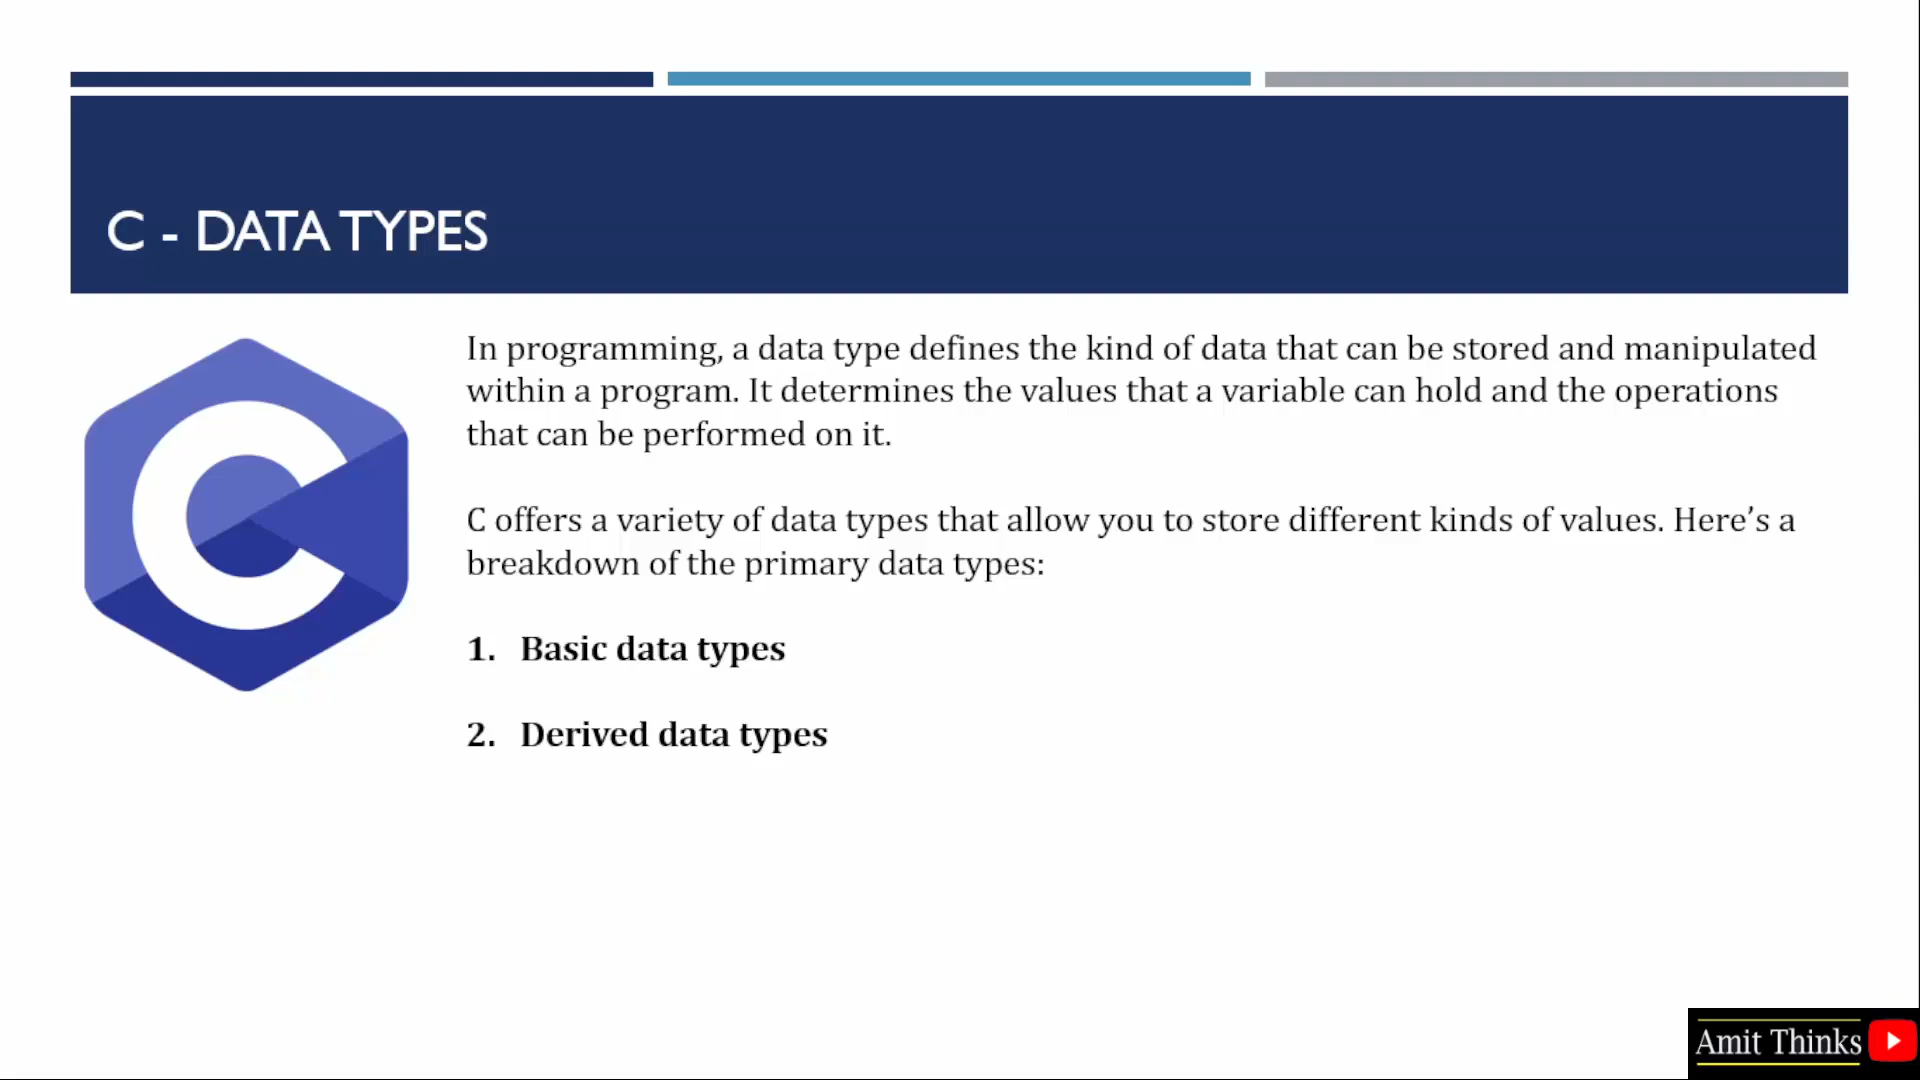 C - DATA TYPES
In programming, a data type defines the kind of data that can be stored and manipulated
within a program. It determines the values that a variable can hold and the operations
that can be performed on it.
C offers a variety of data types that allow you to store different kinds of values. Here’s a
breakdown of the primary data types:
1. Basic data types
2. Derived data types
Amit Thinks